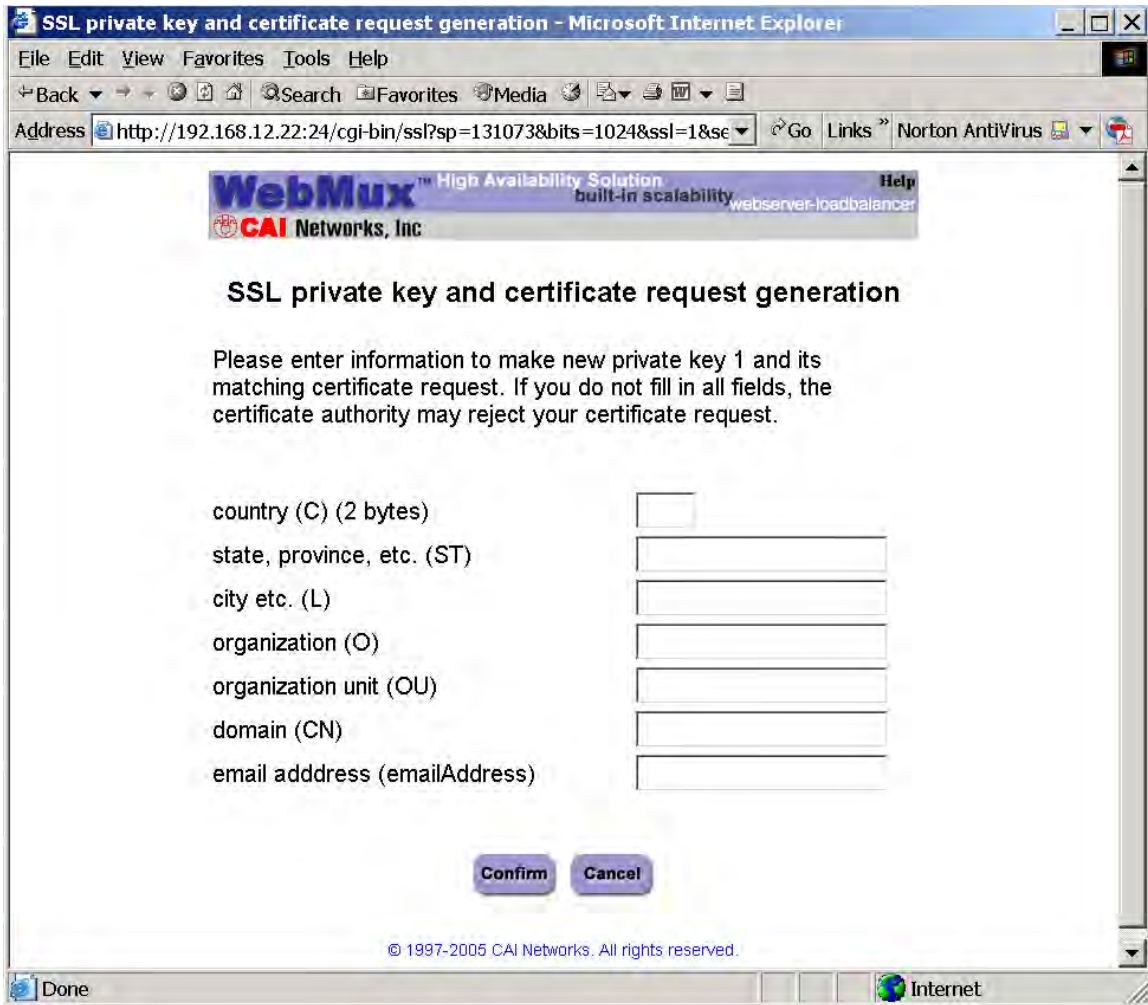 SSL private key and certificate request generation - Microsoft Internet Explorer
File Edit View Favorites Tools Help
Back Search Favorites Media
Address http://192.168.12.22:24/cgi-bin/ssl?sp=131073&bits=1024&ssl=1&se Go Links » Norton AntiVirus
WebMux™ High Availability Solution built-in scalability webserver-loadbalancer Help
CAI Networks, Inc
SSL private key and certificate request generation
Please enter information to make new private key 1 and its
matching certificate request. If you do not fill in all fields, the
certificate authority may reject your certificate request.
country (C) (2 bytes)
state, province, etc. (ST)
city etc. (L)
organization (O)
organization unit (OU)
domain (CN)
email adddress (emailAddress)
Confirm Cancel
© 1997-2005 CAI Networks. All rights reserved.
Done Internet